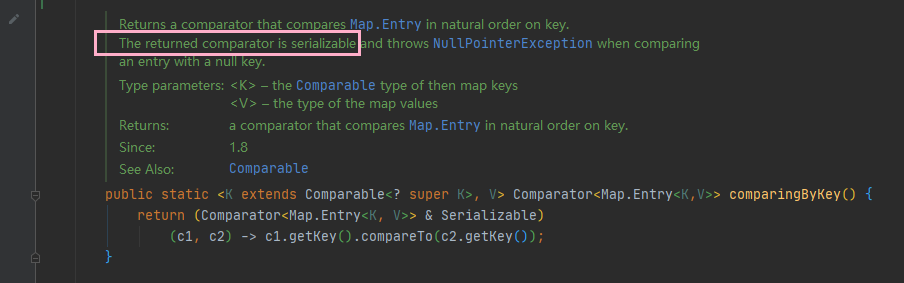 Returns a comparator that compares Map.Entry in natural order on key.
The returned comparator is serializable and throws NullPointerException when comparing
an entry with a null key.
Type parameters: <K> – the Comparable type of then map keys
<V> – the type of the map values
Returns: a comparator that compares Map.Entry in natural order on key.
Since: 1.8
See Also: Comparable
public static <K extends Comparable<? super K>, V> Comparator<Map.Entry<K,V>> comparingByKey() {
return (Comparator<Map.Entry<K, V>> & Serializable)
(c1, c2) -> c1.getKey().compareTo(c2.getKey());
}